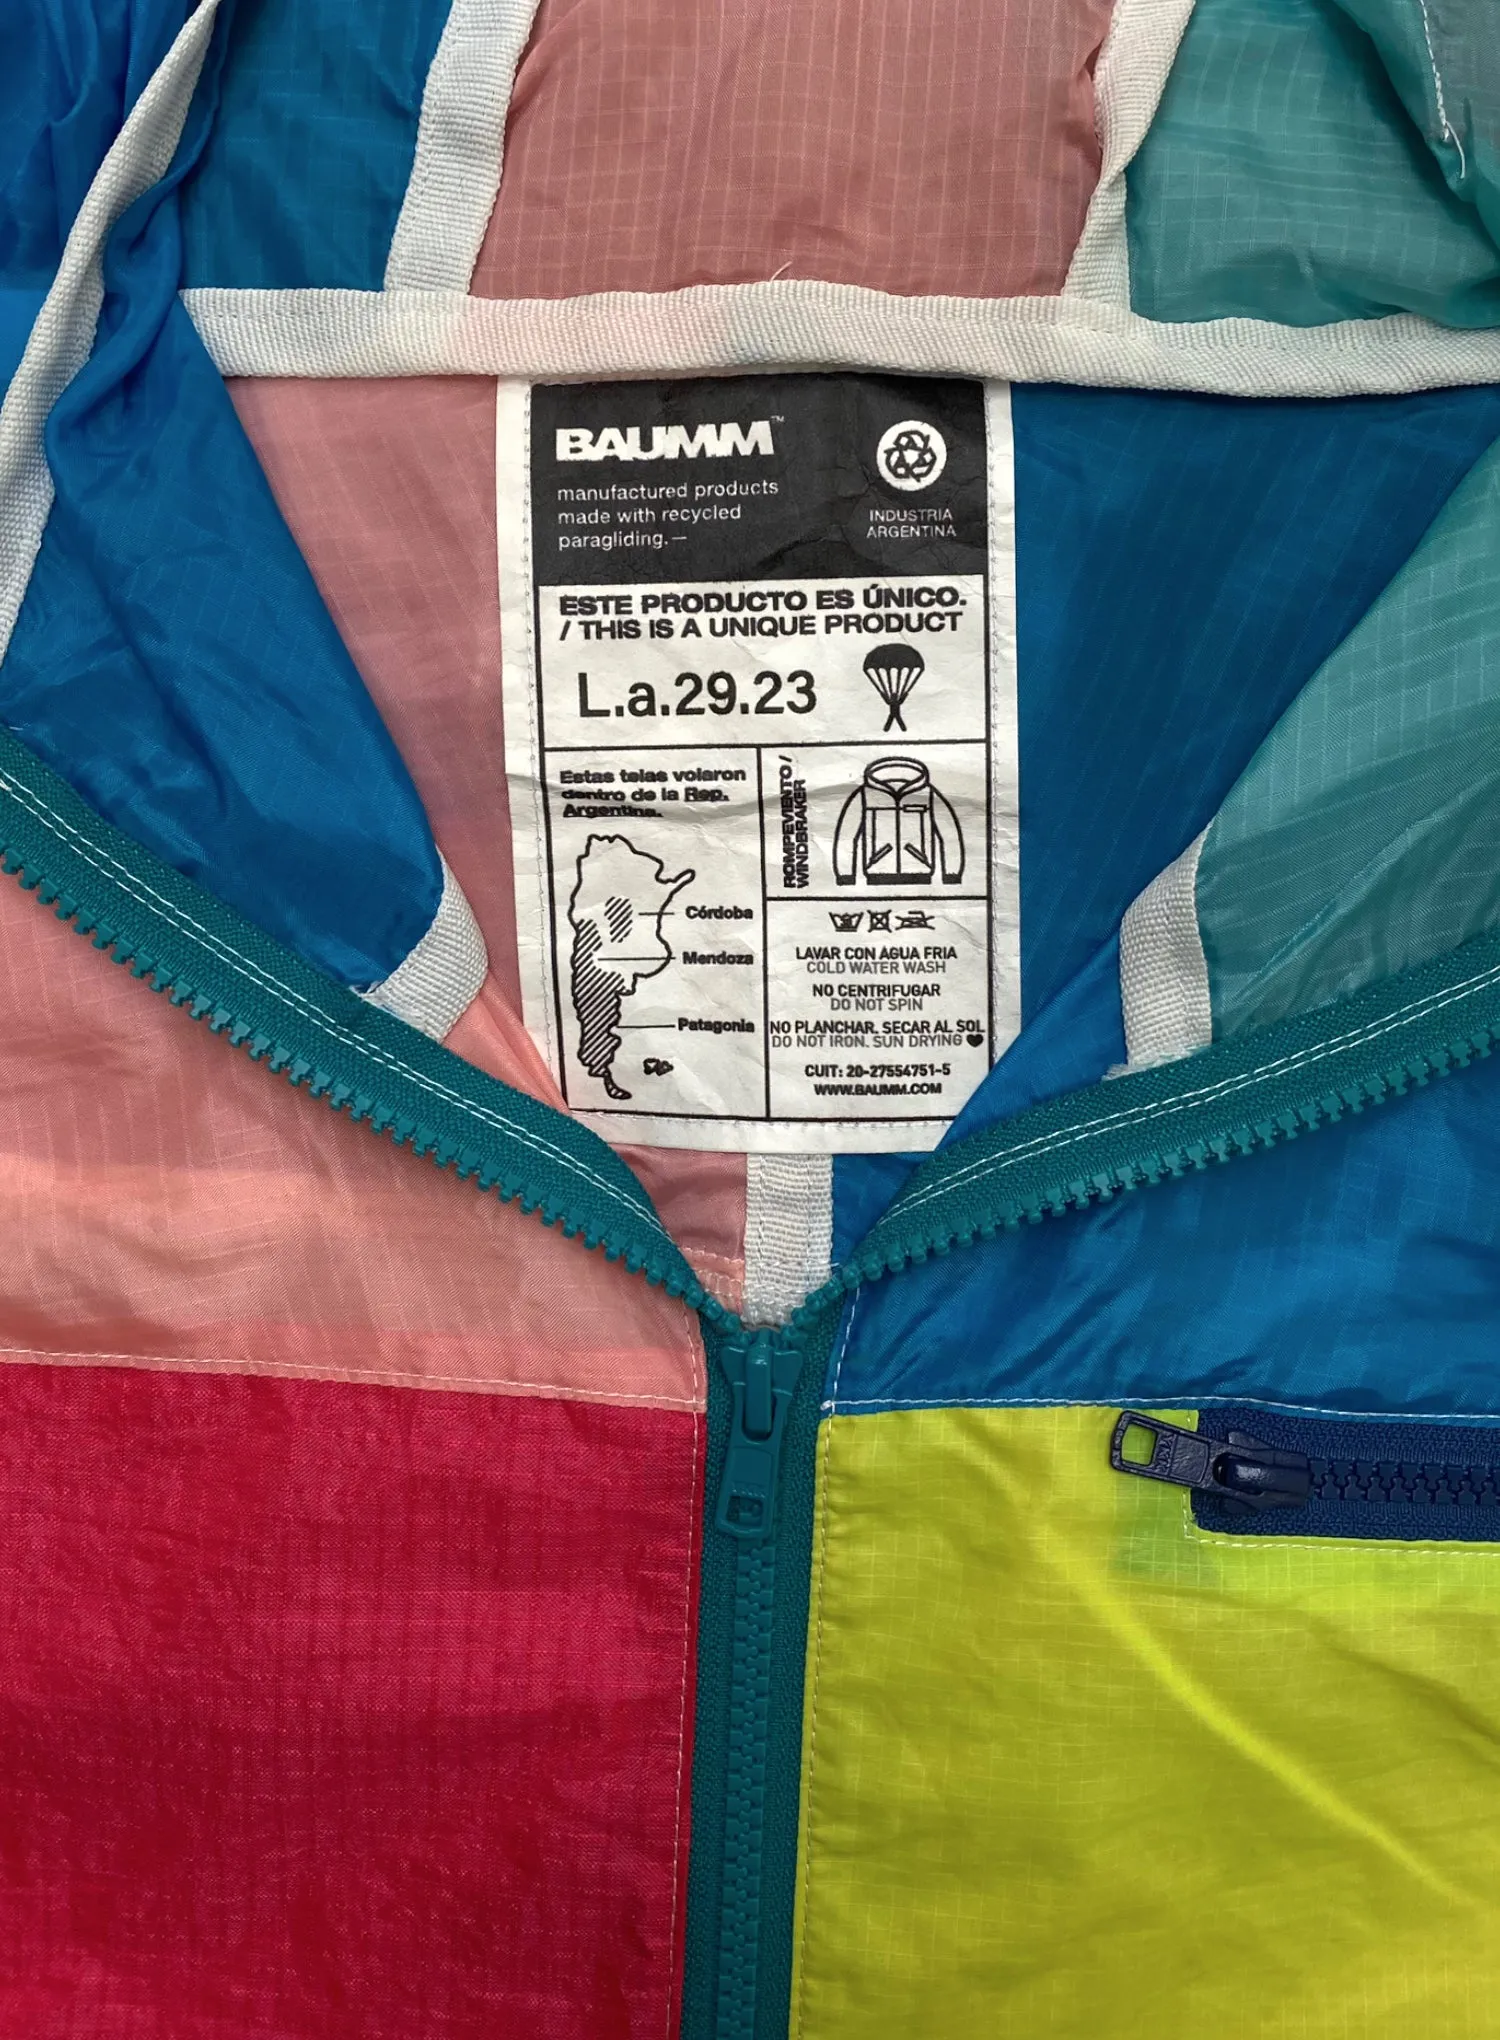 BAUMM™
manufactured products
made with recycled
paragliding.—
INDUSTRIA
ARGENTINA
ESTE PRODUCTO ES ÚNICO.
/ THIS IS A UNIQUE PRODUCT
L.a.29.23
Estas telas volaron
dentro de la Rep.
Argentina.
Córdoba
Mendoza
Patagonia
ROMPEVIENTO /
WINDBRAKER
LAVAR CON AGUA FRIA
COLD WATER WASH
NO CENTRIFUGAR
DO NOT SPIN
NO PLANCHAR. SECAR AL SOL
DO NOT IRON. SUN DRYING
CUIT: 20-27554751-5
WWW.BAUMM.COM